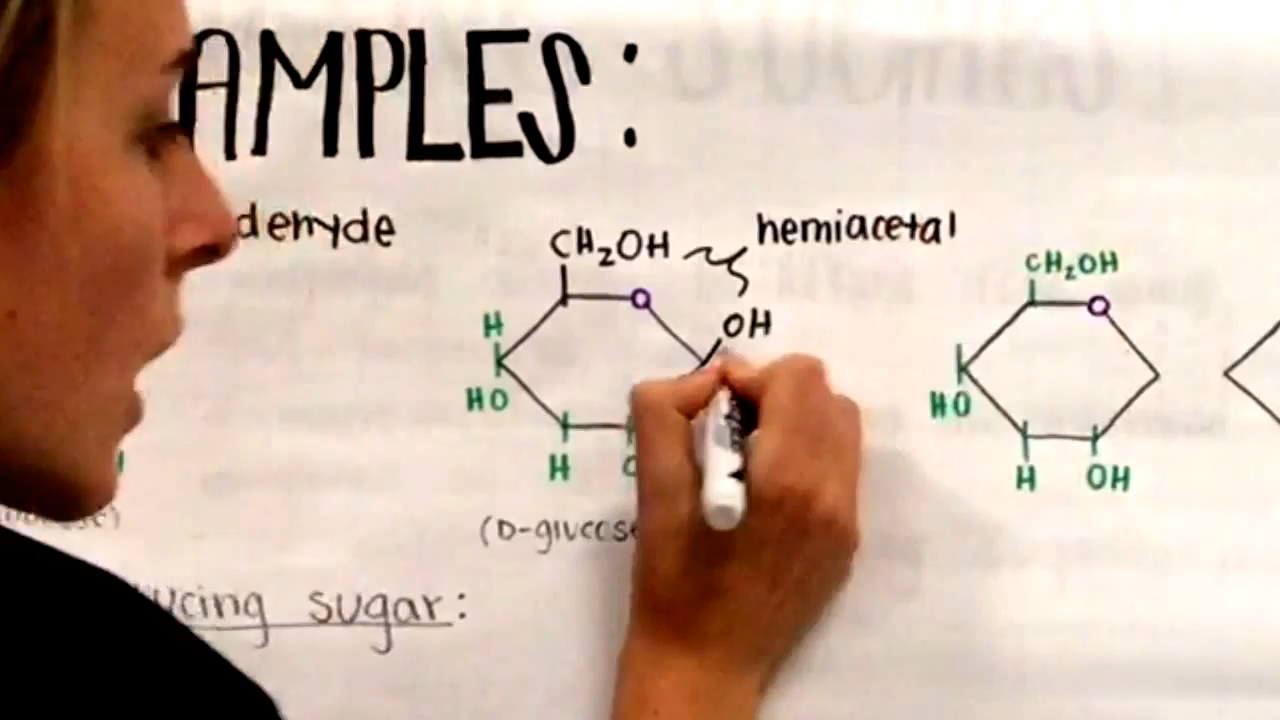 AMPLES:
dehyde
hemiacetal
CH₂OH
O
OH
H
HO
H
(D-glucose
CH₂OH
O
HO
H
OH
ucing sugar: